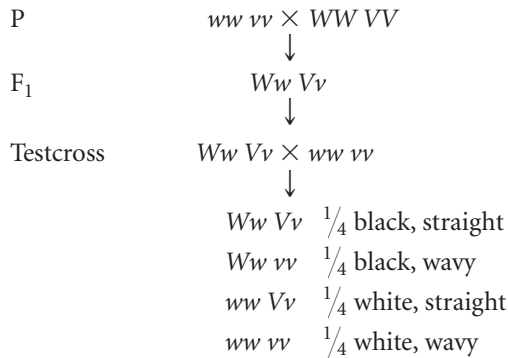 P ww vv × WW VV
↓
F₁ Ww Vv
↓
Testcross Ww Vv × ww vv
↓
Ww Vv 1/4 black, straight
Ww vv 1/4 black, wavy
ww Vv 1/4 white, straight
ww vv 1/4 white, wavy